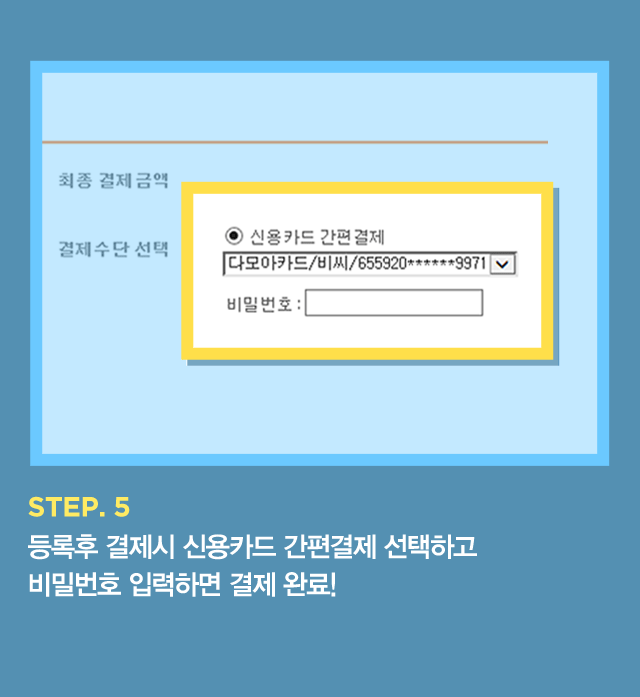 최종 결제 금액
결제수단 선택
신용카드 간편결제
다모아카드/비씨/655920******9971
비밀번호 :
STEP. 5
등록후 결제시 신용카드 간편결제 선택하고
비밀번호 입력하면 결제 완료!